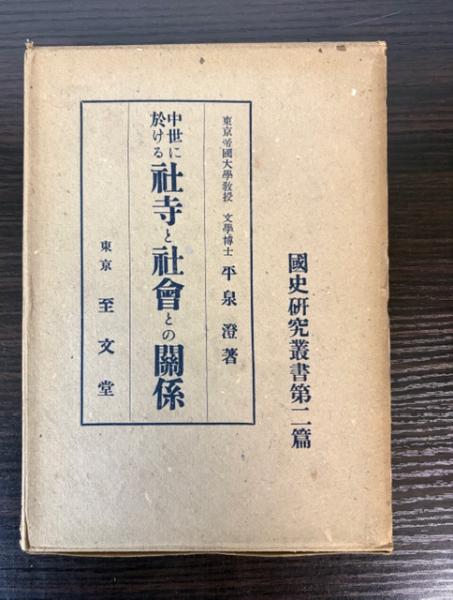 國史研究叢書第二篇
東京帝國大學教授 文學博士 平泉澄著
中世に於ける社寺と社會との關係
東京 至文堂